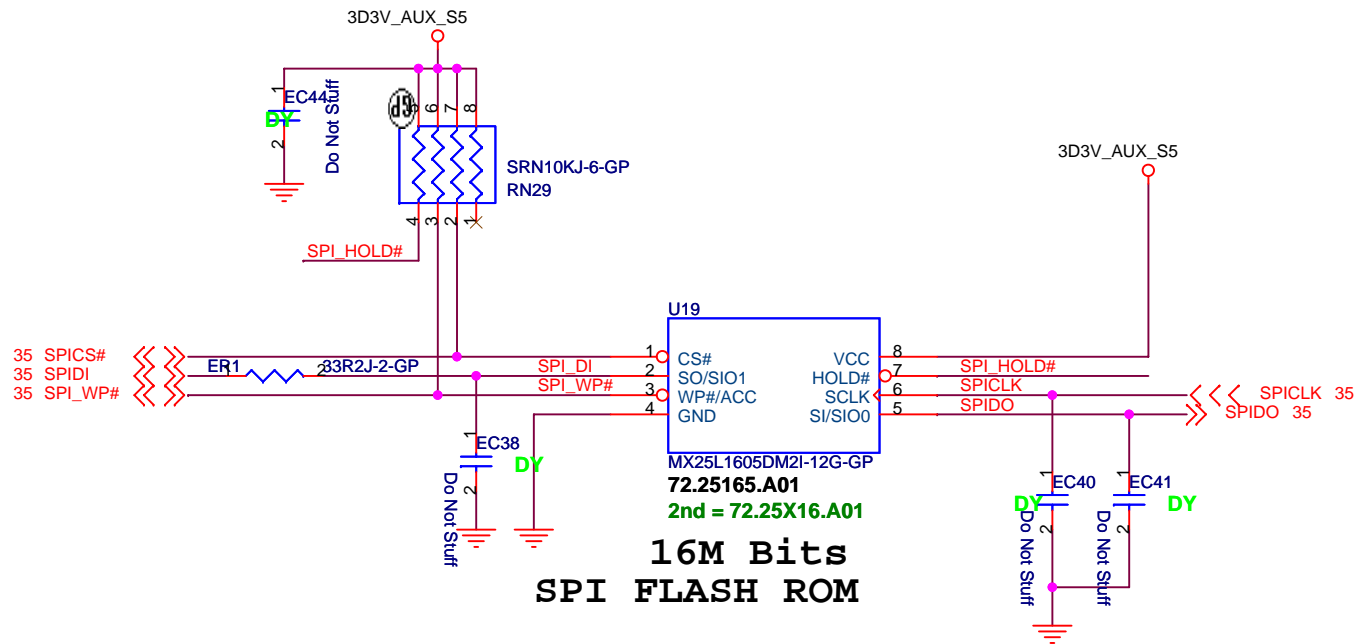 3D3V_AUX_S5
1
EC44
DY
2
Do Not Stuff
GP
5 6 7 8
SRN10KJ-6-GP
RN29
4 3 2 1
SPI_HOLD#
3D3V_AUX_S5
U19
35 SPICS#
35 SPIDI
35 SPI_WP#
ER1
1
2
33R2J-2-GP
SPI_DI
SPI_WP#
1 CS#
2 SO/SIO1
3 WP#/ACC
4 GND
VCC 8
HOLD# 7
SCLK 6
SI/SIO0 5
SPI_HOLD#
SPICLK
SPIDO
SPICLK 35
SPIDO 35
1
EC38
DY
2
Do Not Stuff
MX25L1605DM2I-12G-GP
72.25165.A01
2nd = 72.25X16.A01
16M Bits
SPI FLASH ROM
1
EC40
DY
2
Do Not Stuff
1
EC41
DY
2
Do Not Stuff